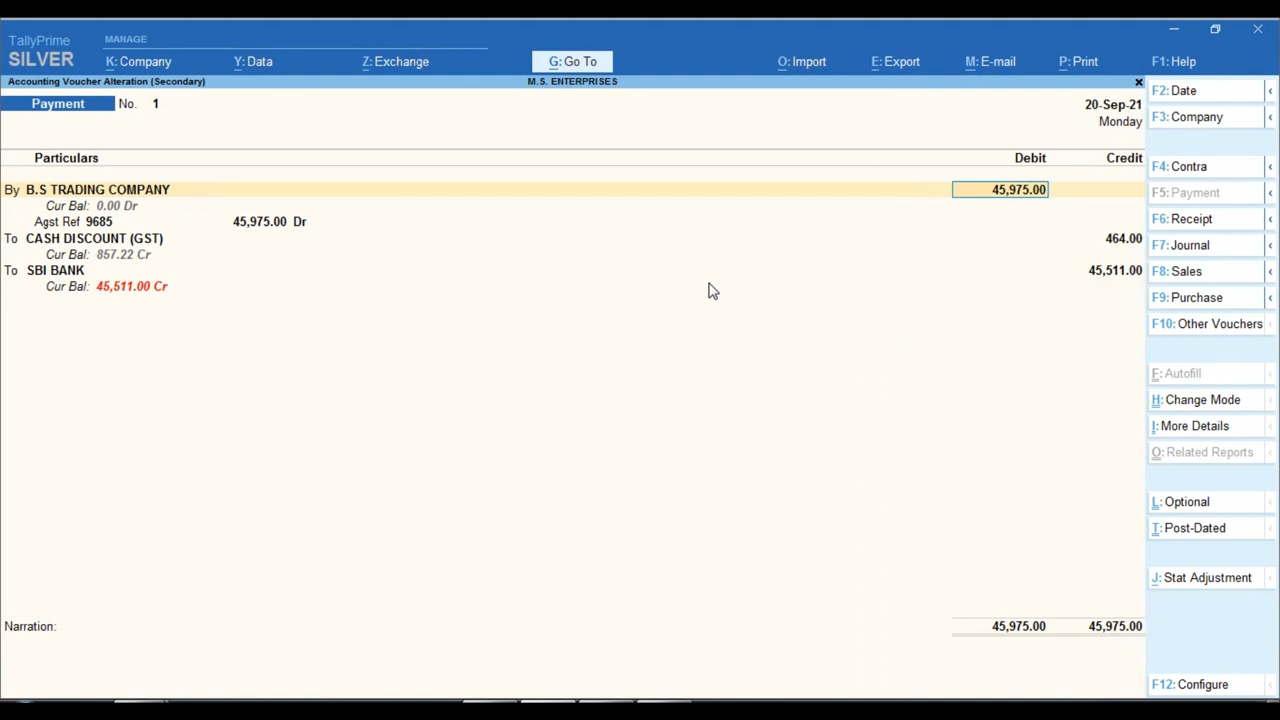 TallyPrime
SILVER
MANAGE
K: Company
Y: Data
Z: Exchange
G: Go To
O: Import
E: Export
M: E-mail
P: Print
F1: Help
Accounting Voucher Alteration (Secondary)
M.S. ENTERPRISES
Payment No. 1
20-Sep-21
Monday
Particulars Debit Credit
By B.S TRADING COMPANY 45,975.00
Cur Bal: 0.00 Dr
Agst Ref 9685 45,975.00 Dr
To CASH DISCOUNT (GST) 464.00
Cur Bal: 857.22 Cr
To SBI BANK 45,511.00
Cur Bal: 45,511.00 Cr
Narration: 45,975.00 45,975.00
F2: Date
F3: Company
F4: Contra
F5: Payment
F6: Receipt
F7: Journal
F8: Sales
F9: Purchase
F10: Other Vouchers
F: Autofill
H: Change Mode
I: More Details
O: Related Reports
L: Optional
T: Post-Dated
J: Stat Adjustment
F12: Configure